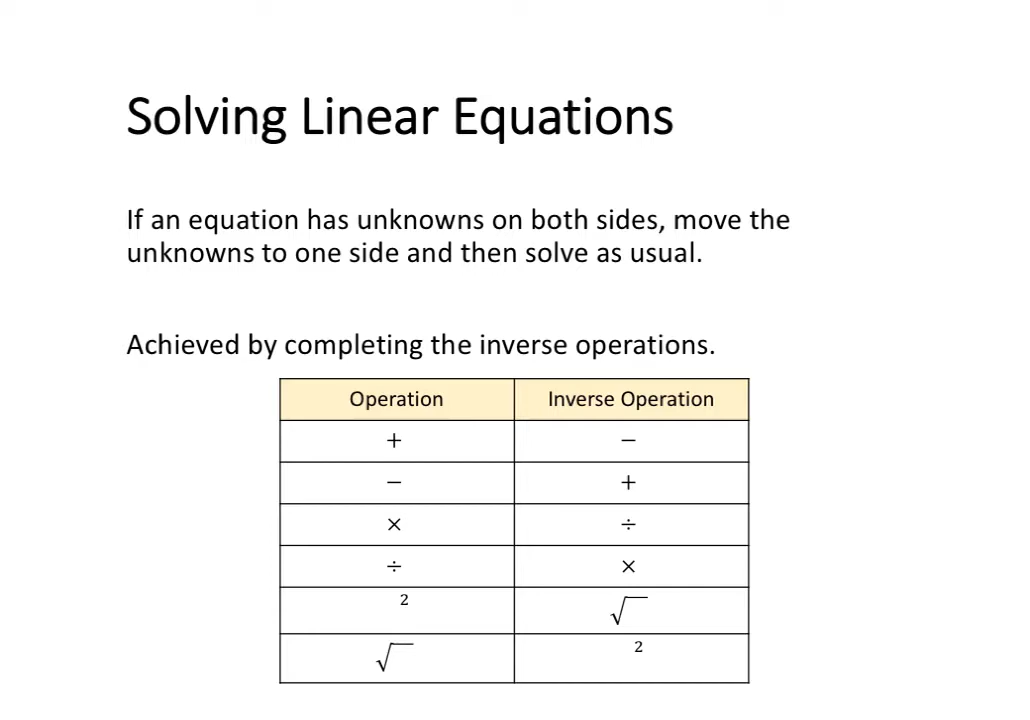 Solving Linear Equations
If an equation has unknowns on both sides, move the
unknowns to one side and then solve as usual.
Achieved by completing the inverse operations.
Operation Inverse Operation
+ −
− +
× ÷
÷ ×
² √
√ ²